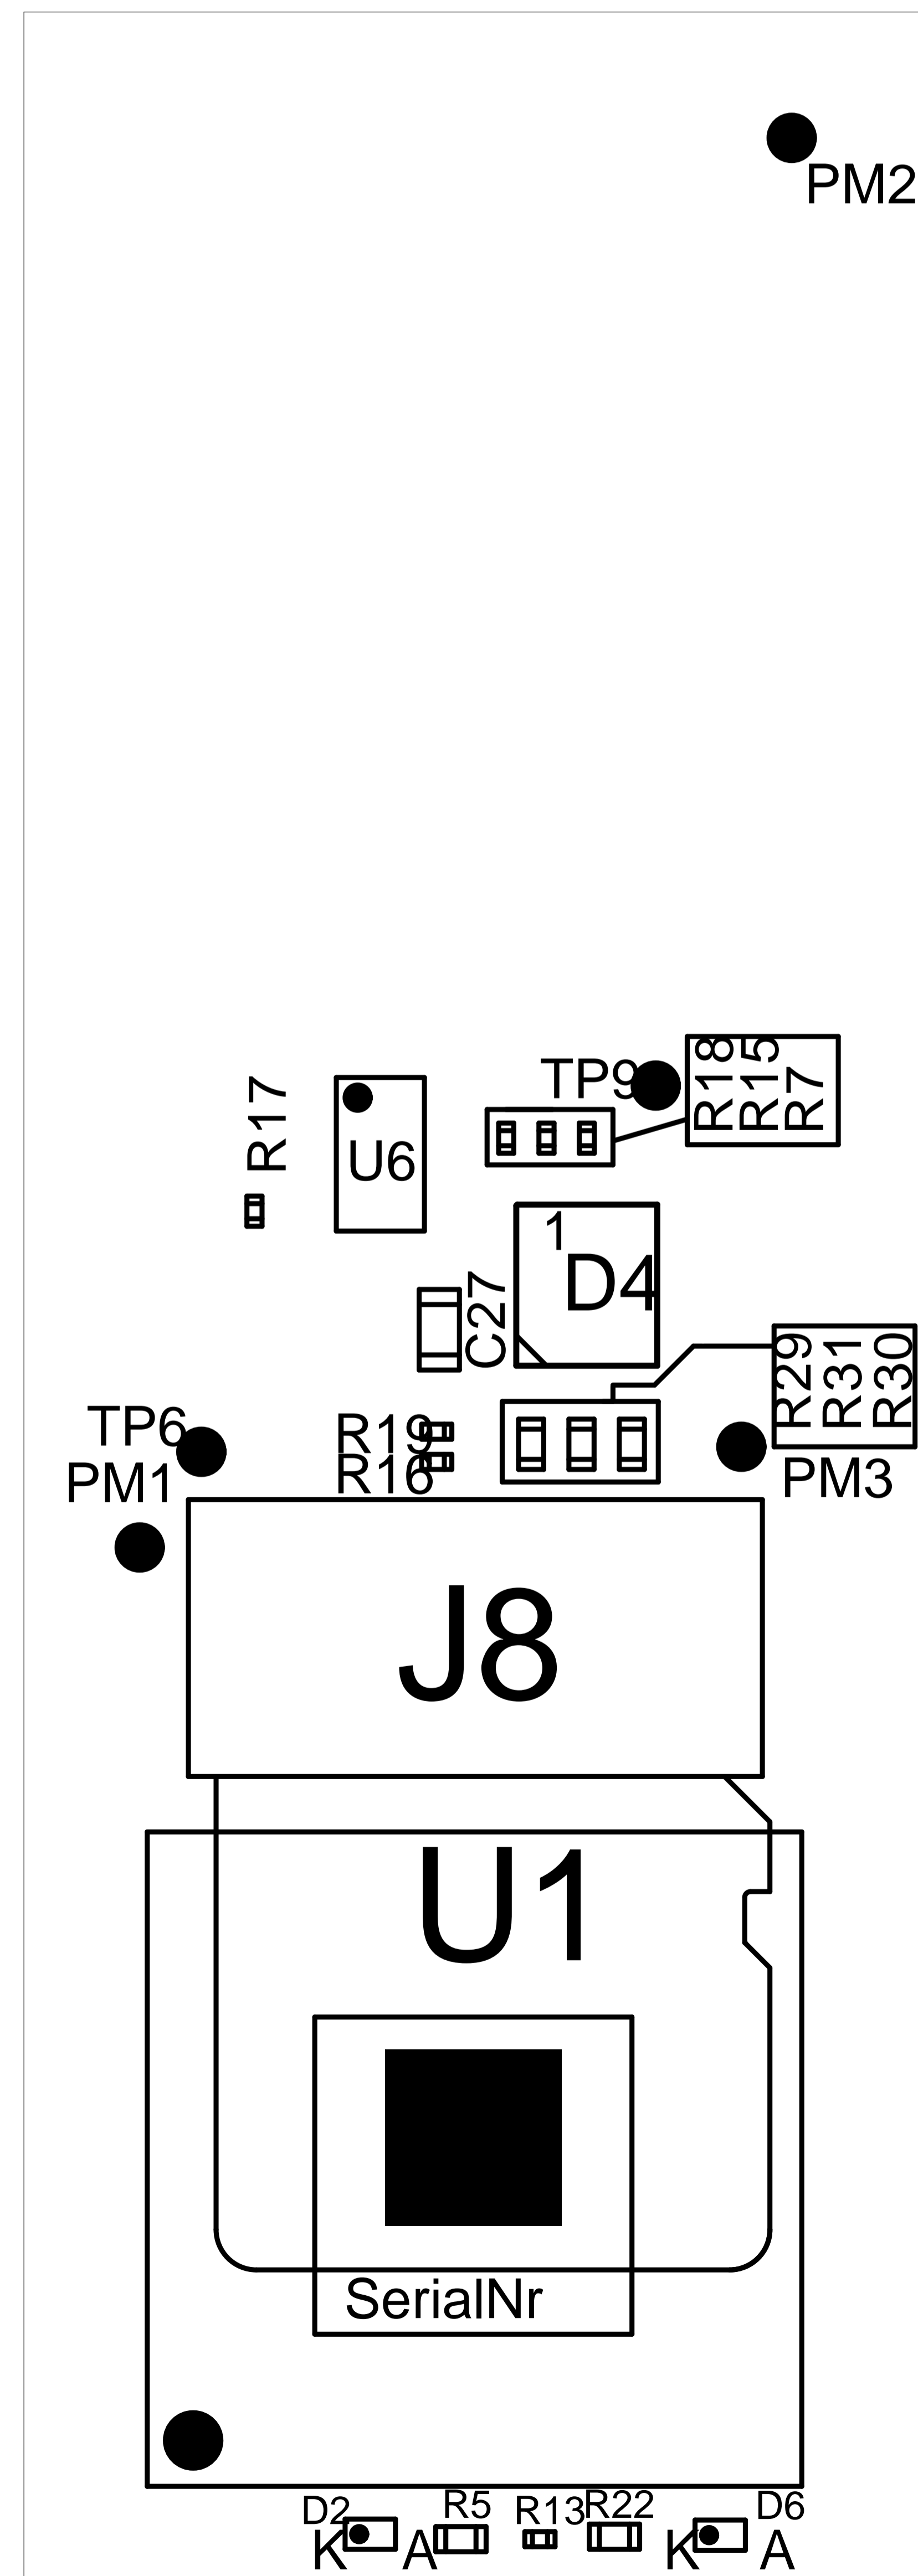 PM2
TP9
R18
R15
R7
R17
U6
1
D4
C27
R29
R31
R30
TP6
R19
PM1
R16
PM3
J8
U1
SerialNr
D2
R5
R13
R22
D6
K
A
K
A